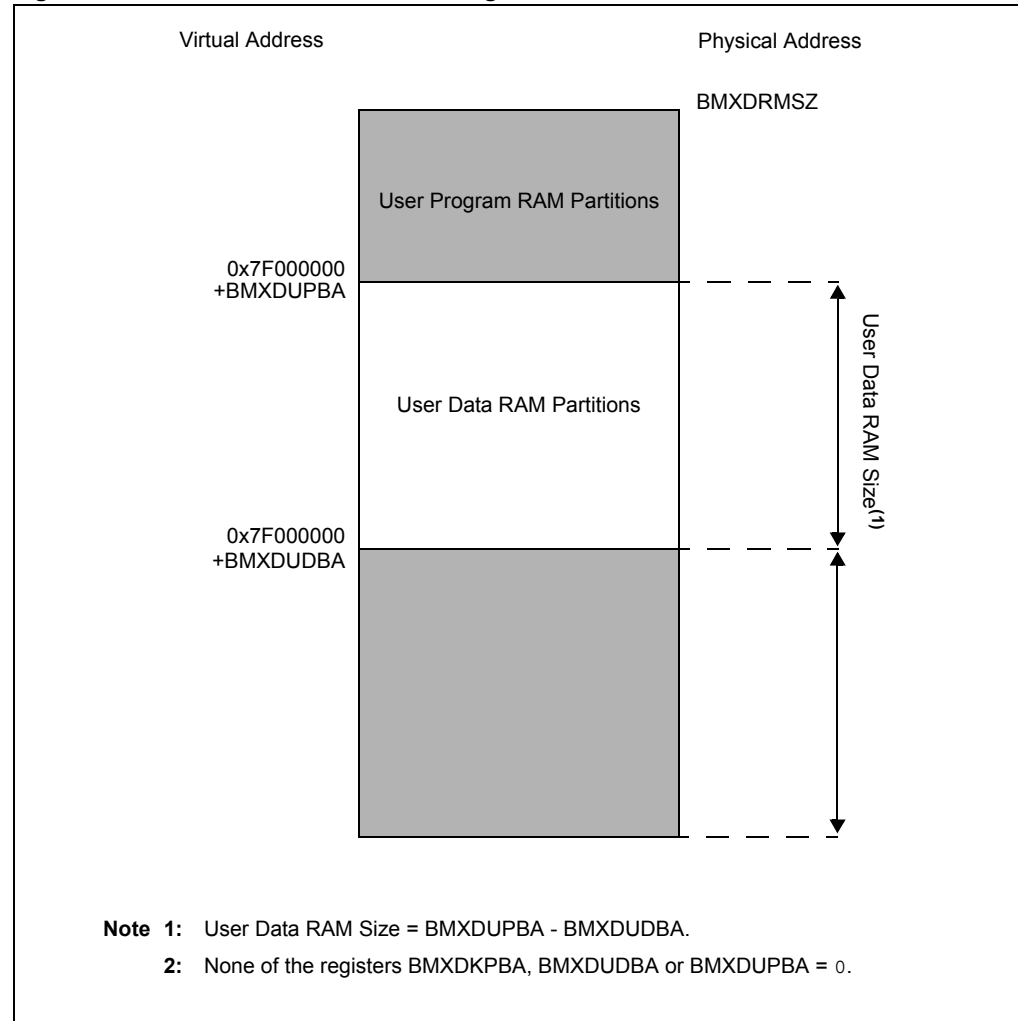 Virtual Address
Physical Address
BMXDRMSZ
User Program RAM Partitions
0x7F000000
+BMXDUPBA
User Data RAM Partitions
User Data RAM Size(1)
0x7F000000
+BMXDUDBA
Note 1: User Data RAM Size = BMXDUPBA - BMXDUDBA.
2: None of the registers BMXDKPBA, BMXDUDBA or BMXDUPBA = 0.